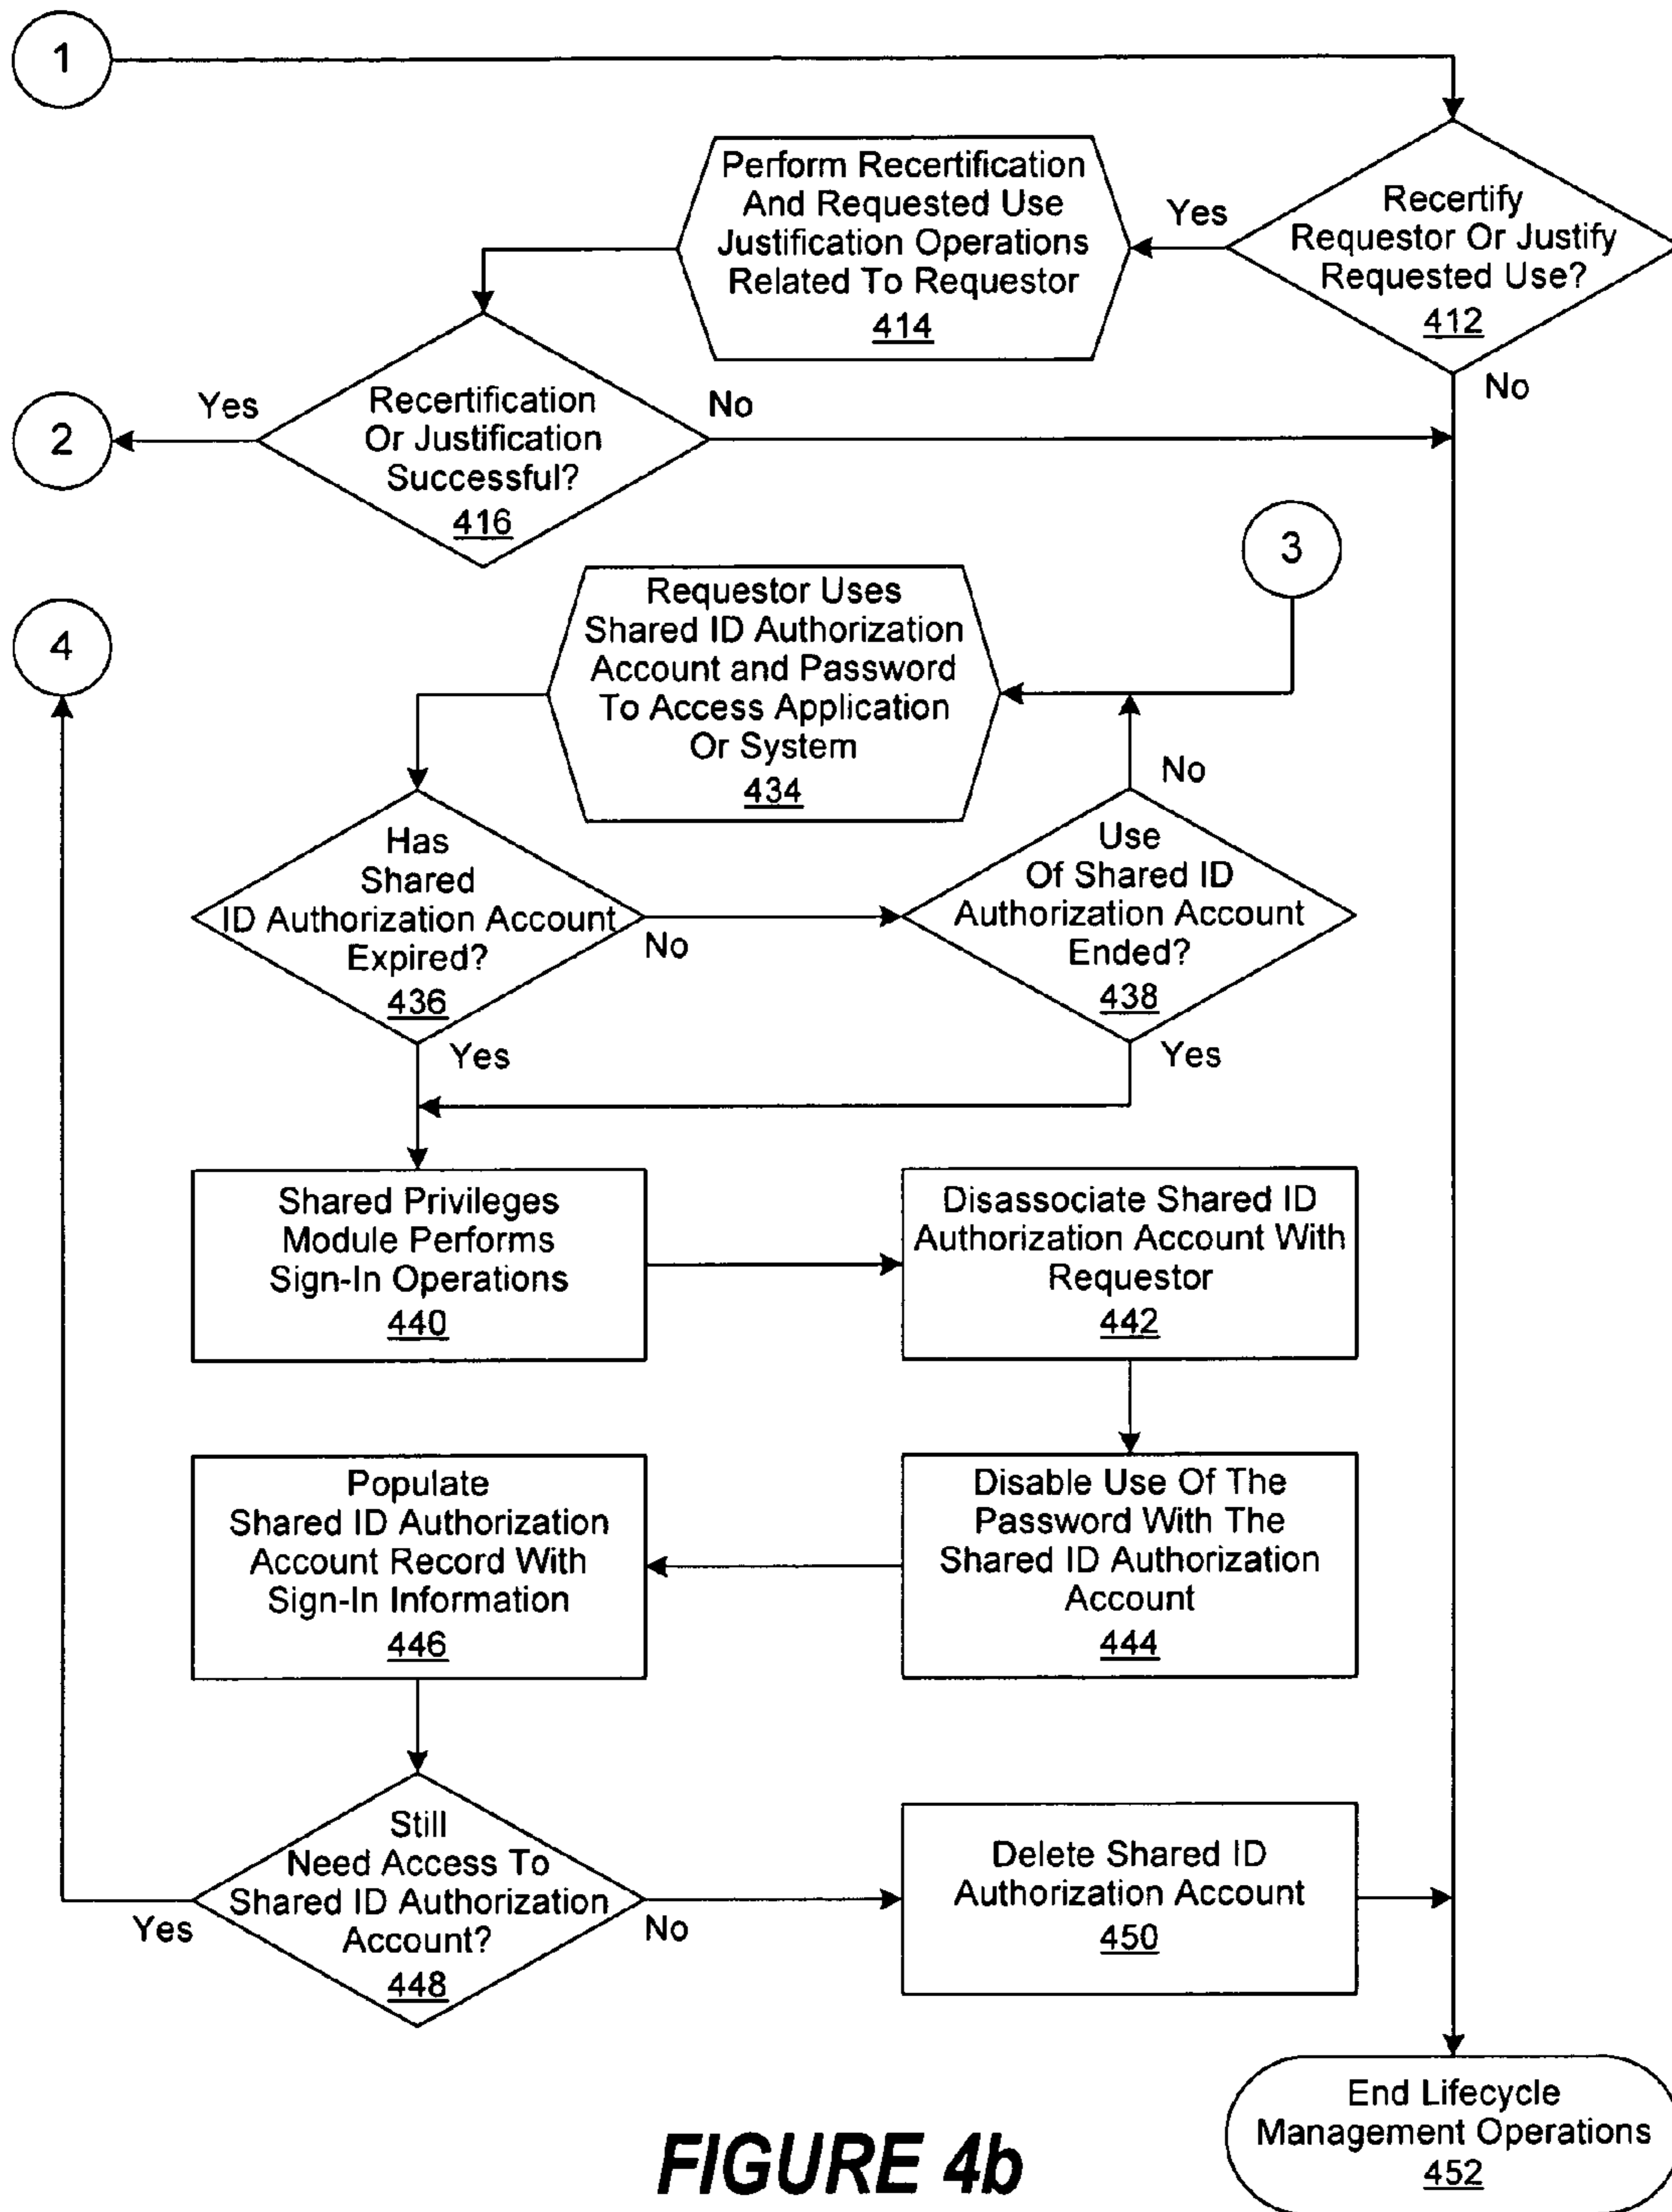 1
Perform Recertification
And Requested Use
Justification Operations
Related To Requestor
414
Yes
Recertify
Requestor Or Justify
Requested Use?
412
No
2
Yes
Recertification
Or Justification
Successful?
416
No
3
4
Requestor Uses
Shared ID Authorization
Account and Password
To Access Application
Or System
434
No
Has
Shared
ID Authorization Account
Expired?
436
No
Yes
Use
Of Shared ID
Authorization Account
Ended?
438
Yes
Shared Privileges
Module Performs
Sign-In Operations
440
Disassociate Shared ID
Authorization Account With
Requestor
442
Populate
Shared ID Authorization
Account Record With
Sign-In Information
446
Disable Use Of The
Password With The
Shared ID Authorization
Account
444
Still
Need Access To
Shared ID Authorization
Account?
448
Yes
No
Delete Shared ID
Authorization Account
450
End Lifecycle
Management Operations
452
FIGURE 4b